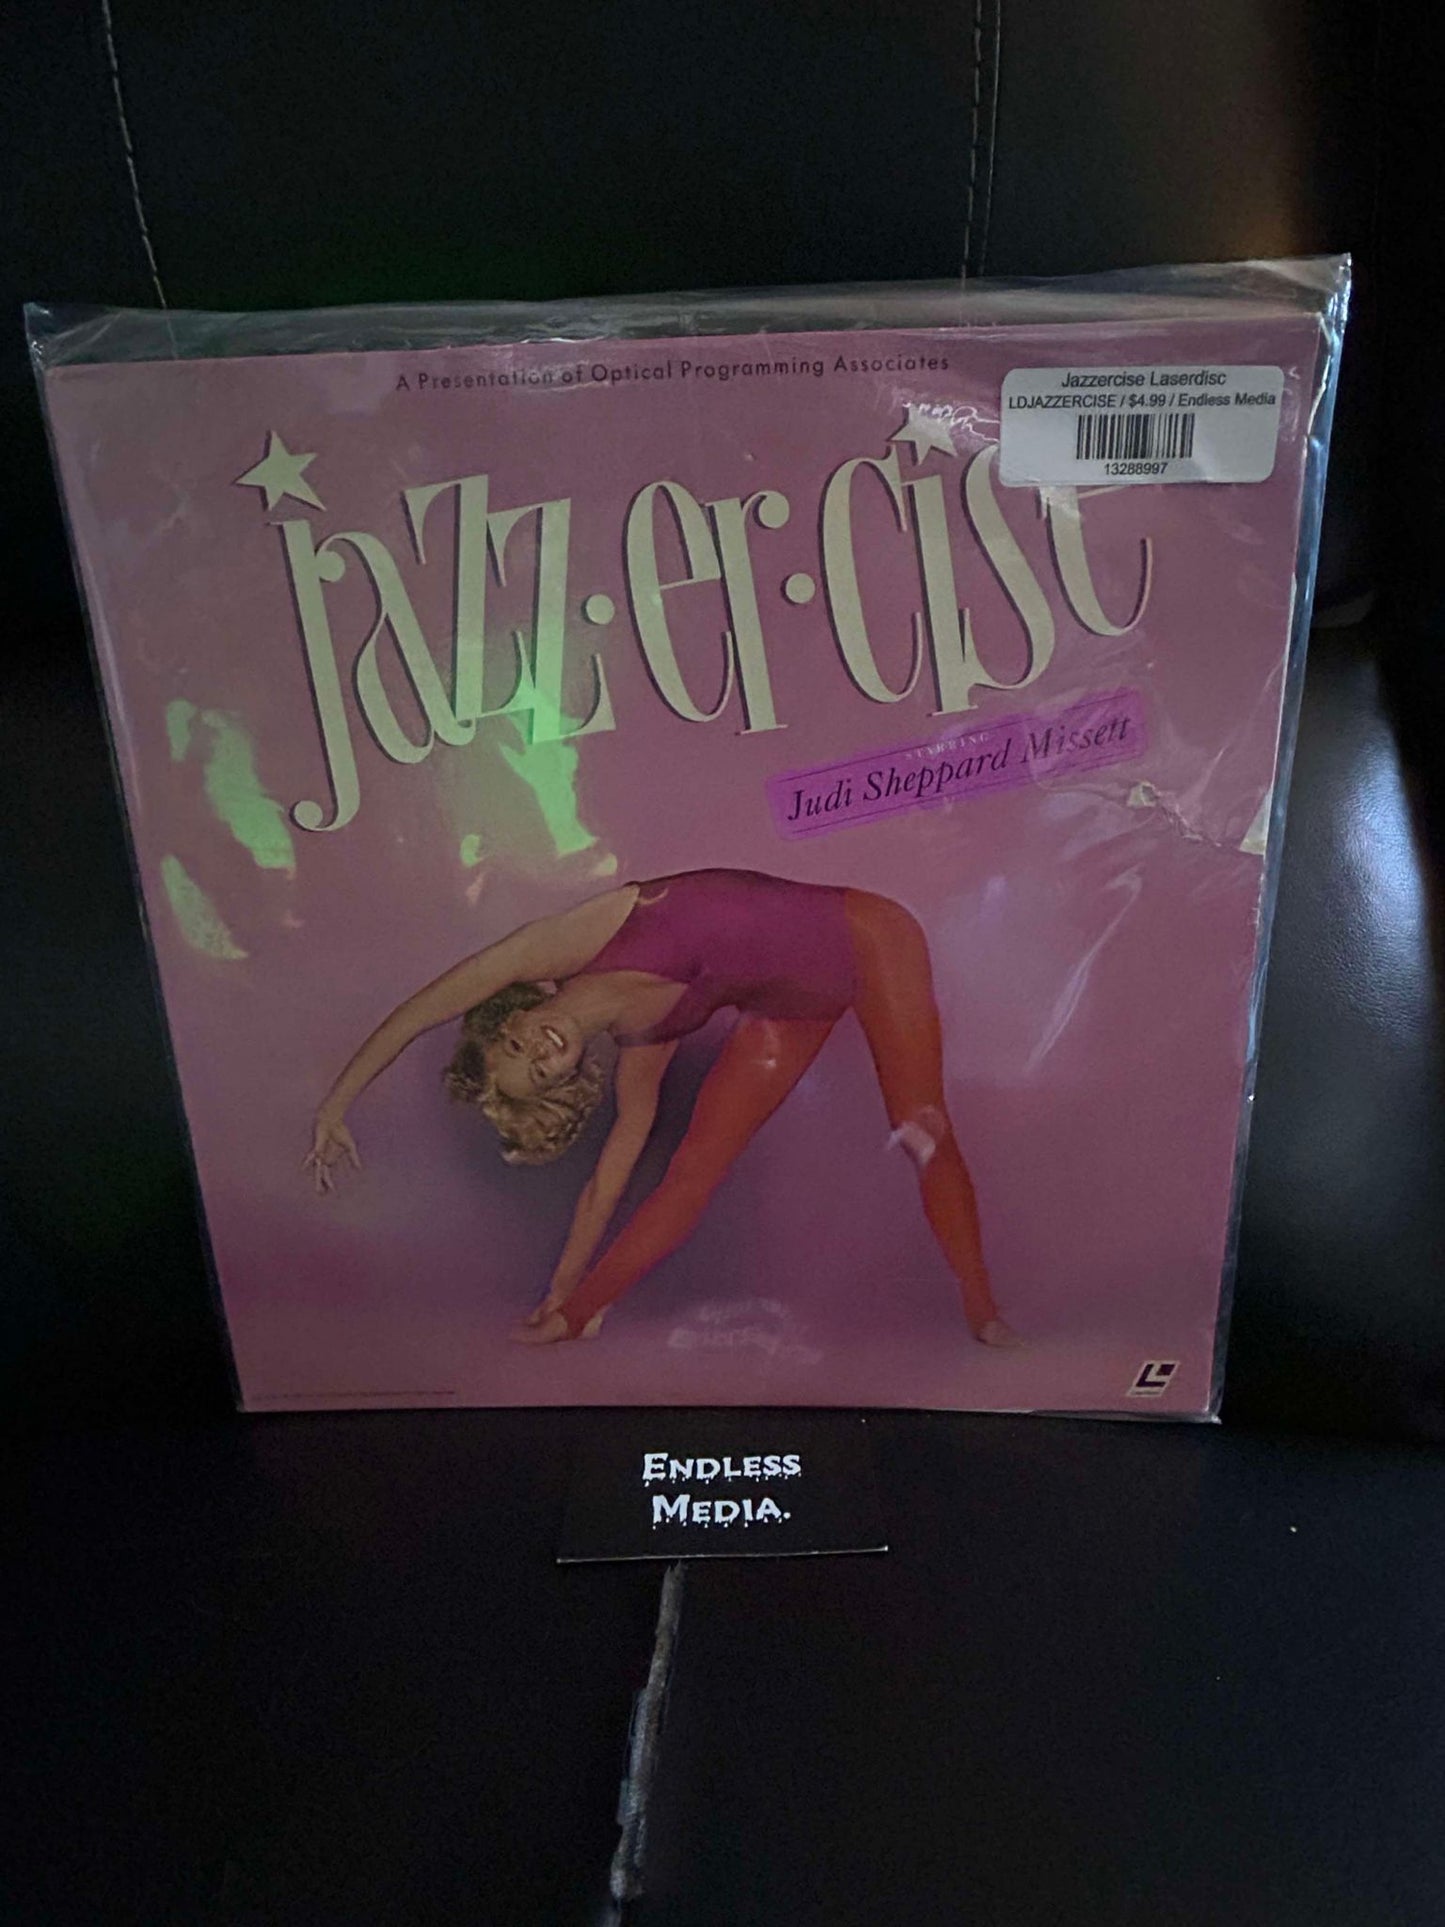 A Presentation of Optical Programming Associates
Jazzercise Laserdisc
LDJAZZERCISE / $4.99 / Endless Media
13288997
jazz·er·cise
STARRING
Judi Sheppard Missett
ENDLESS
MEDIA.